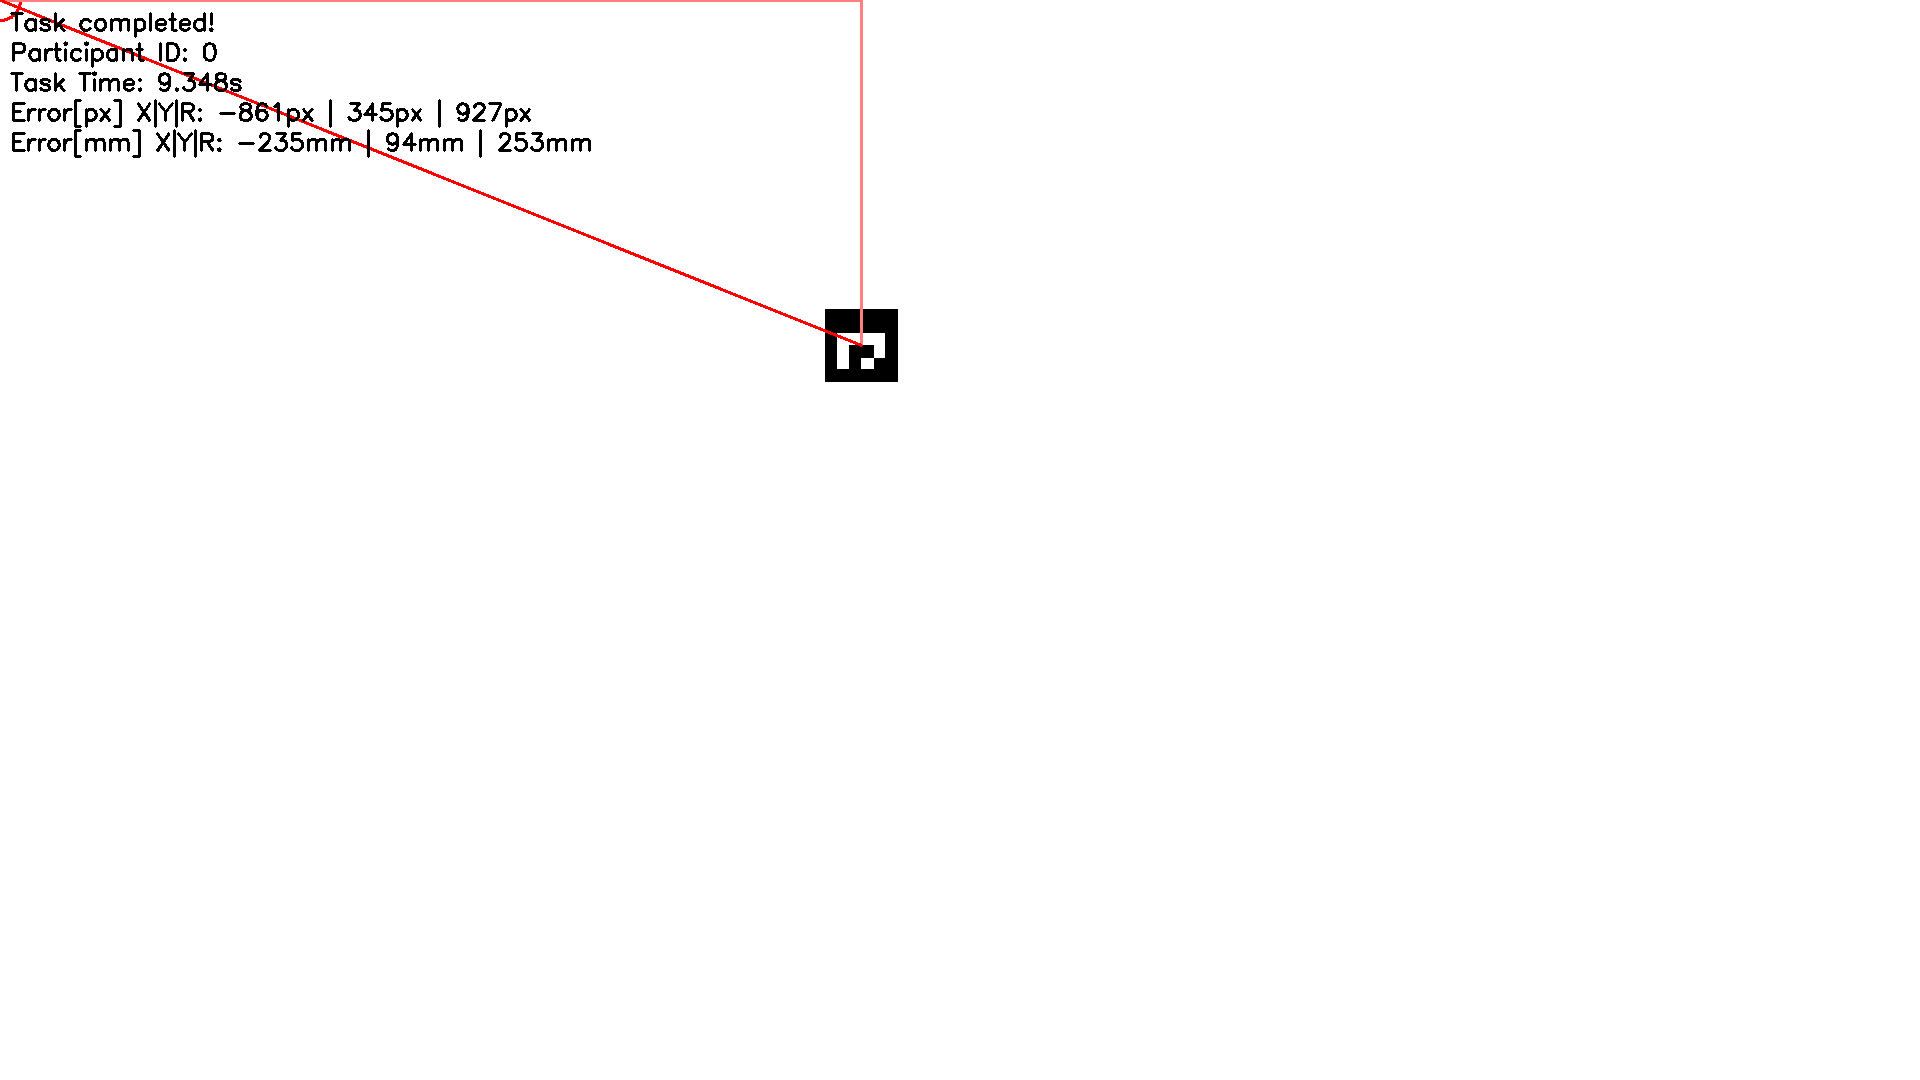 Task completed!
Participant ID: 0
Task Time: 9.348s
Error[px] X|Y|R: -861px | 345px | 927px
Error[mm] X|Y|R: -235mm | 94mm | 253mm